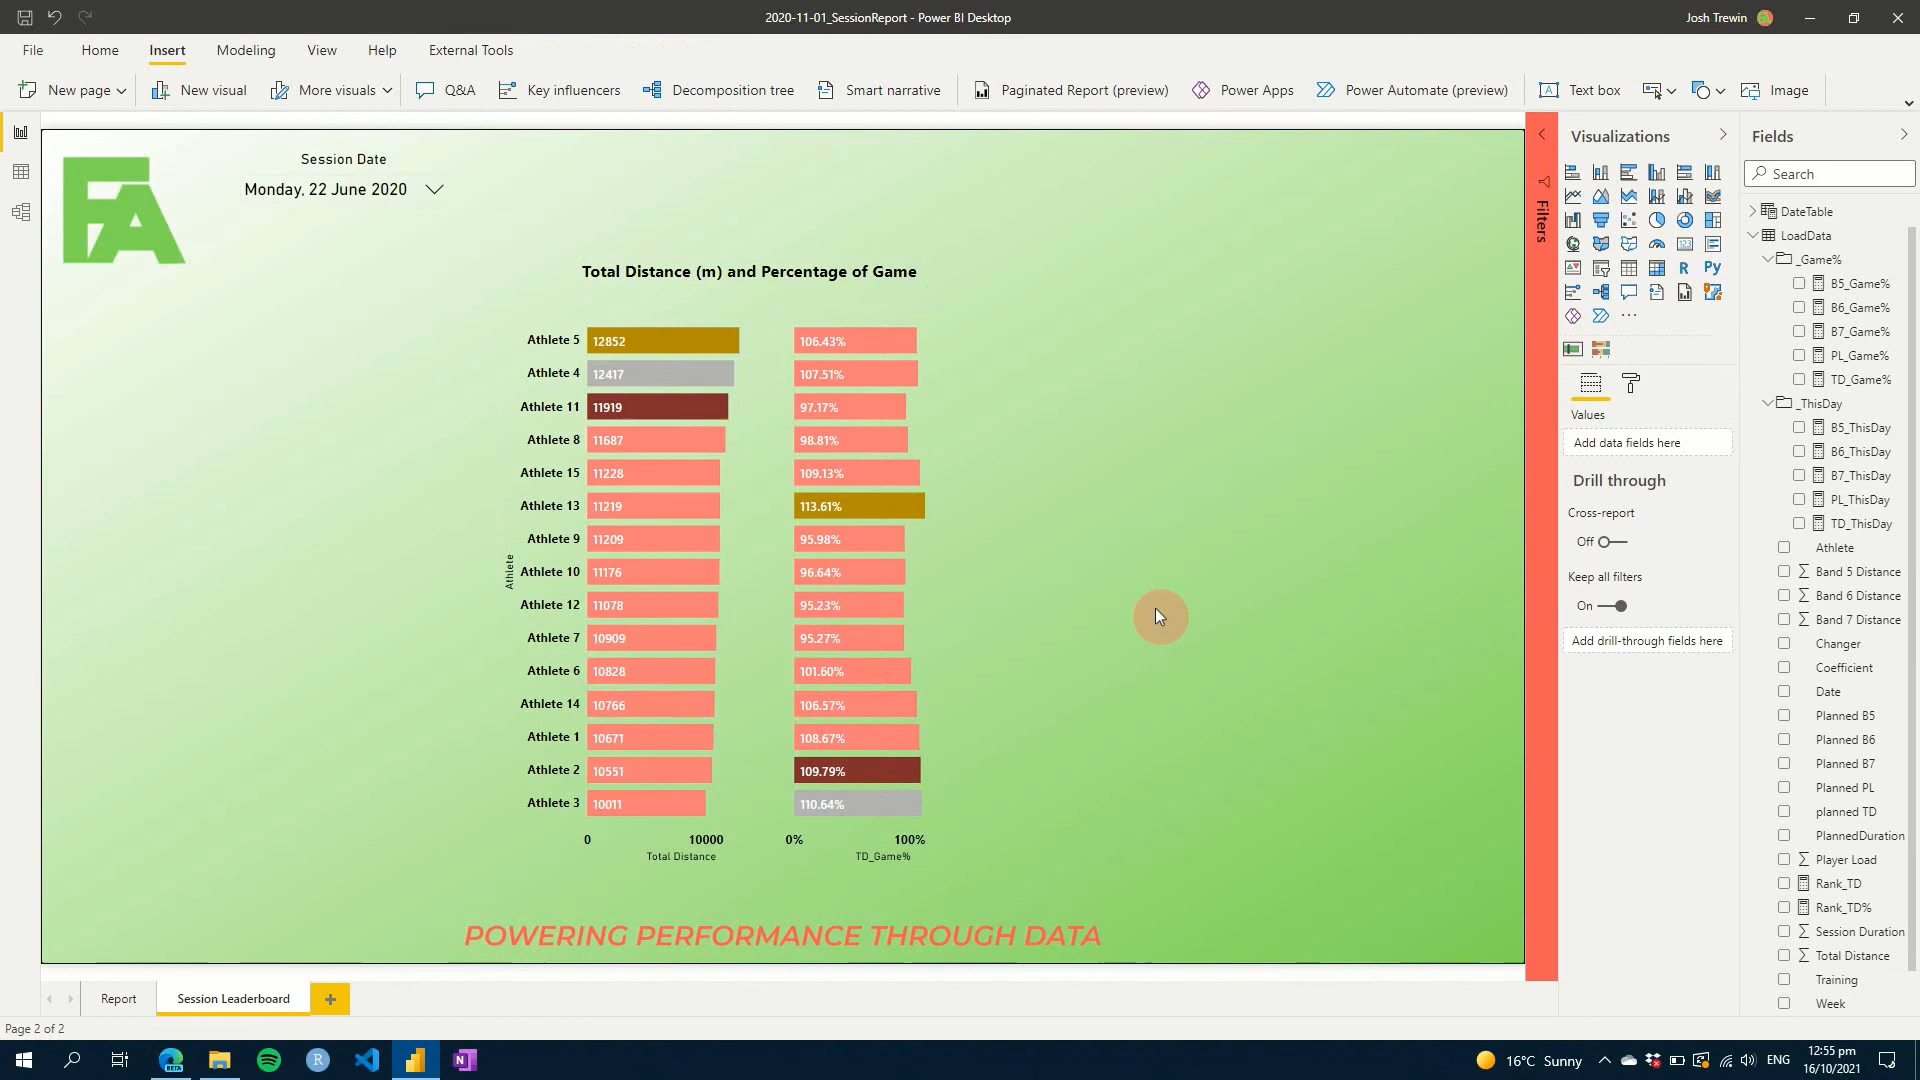 2020-11-01_SessionReport - Power BI Desktop
Josh Trewin
File Home Insert Modeling View Help External Tools
New page New visual More visuals Q&A Key influencers Decomposition tree Smart narrative Paginated Report (preview) Power Apps Power Automate (preview) Text box Image
FA
Session Date
Monday, 22 June 2020
Total Distance (m) and Percentage of Game
Athlete
Athlete 5 12852 106.43%
Athlete 4 12417 107.51%
Athlete 11 11919 97.17%
Athlete 8 11687 98.81%
Athlete 15 11228 109.13%
Athlete 13 11219 113.61%
Athlete 9 11209 95.98%
Athlete 10 11176 96.64%
Athlete 12 11078 95.23%
Athlete 7 10909 95.27%
Athlete 6 10828 101.60%
Athlete 14 10766 106.57%
Athlete 1 10671 108.67%
Athlete 2 10551 109.79%
Athlete 3 10011 110.64%
0 10000 0% 100%
Total Distance TD_Game%
POWERING PERFORMANCE THROUGH DATA
Filters
Visualizations
R Py
123
Values
Add data fields here
Drill through
Cross-report
Off
Keep all filters
On
Add drill-through fields here
Fields
Search
DateTable
LoadData
_Game%
B5_Game%
B6_Game%
B7_Game%
PL_Game%
TD_Game%
_ThisDay
B5_ThisDay
B6_ThisDay
B7_ThisDay
PL_ThisDay
TD_ThisDay
Athlete
Band 5 Distance
Band 6 Distance
Band 7 Distance
Changer
Coefficient
Date
Planned B5
Planned B6
Planned B7
Planned PL
planned TD
PlannedDuration
Player Load
Rank_TD
Rank_TD%
Session Duration
Total Distance
Training
Week
Report Session Leaderboard +
Page 2 of 2
BETA R N
16°C Sunny ENG
12:55 pm
16/10/2021